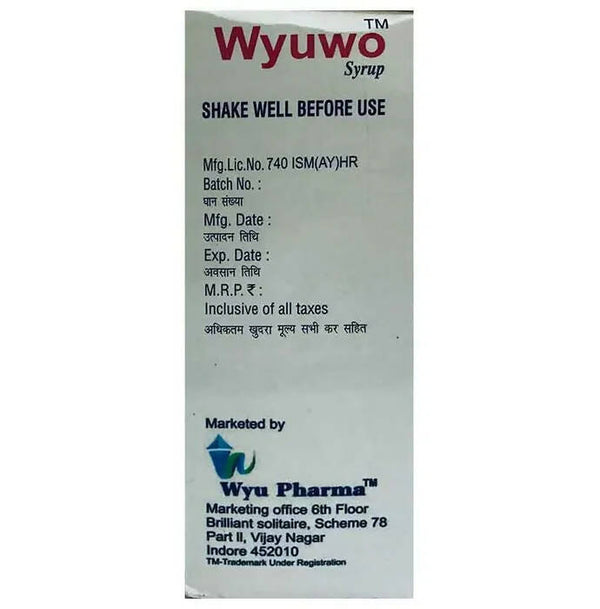 Wyuwo™
Syrup
SHAKE WELL BEFORE USE
Mfg.Lic.No. 740 ISM(AY)HR
Batch No. :
घान संख्या
Mfg. Date :
उत्पादन तिथि
Exp. Date :
अवसान तिथि
M.R.P. ₹ :
Inclusive of all taxes
अधिकतम खुदरा मूल्य सभी कर सहित
Marketed by
Wyu Pharma™
Marketing office 6th Floor
Brilliant solitaire, Scheme 78
Part II, Vijay Nagar
Indore 452010
TM-Trademark Under Registration